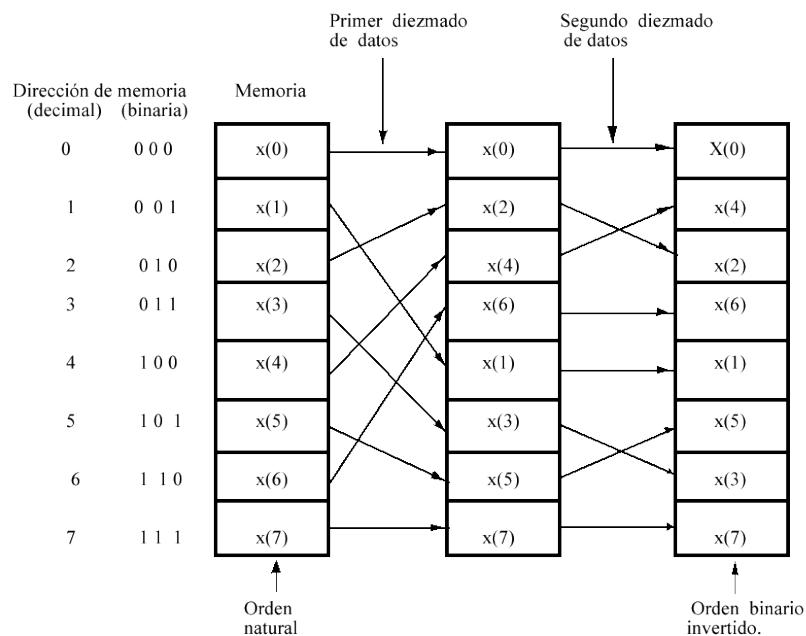 Primer diezmado
de datos
Segundo diezmado
de datos
Dirección de memoria
(decimal) (binaria)
Memoria
0 0 0 0 x(0) x(0) X(0)
1 0 0 1 x(1) x(2) x(4)
2 0 1 0 x(2) x(4) x(2)
3 0 1 1 x(3) x(6) x(6)
4 1 0 0 x(4) x(1) x(1)
5 1 0 1 x(5) x(3) x(5)
6 1 1 0 x(6) x(5) x(3)
7 1 1 1 x(7) x(7) x(7)
Orden
natural
Orden binario
invertido.